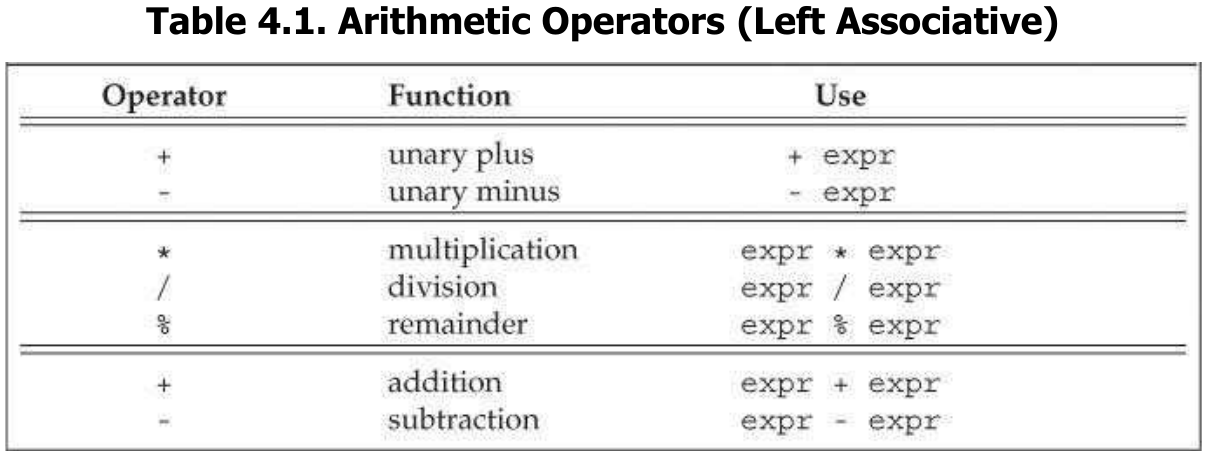 Table 4.1. Arithmetic Operators (Left Associative)
Operator Function Use
+ unary plus + expr
- unary minus - expr
* multiplication expr * expr
/ division expr / expr
% remainder expr % expr
+ addition expr + expr
- subtraction expr - expr